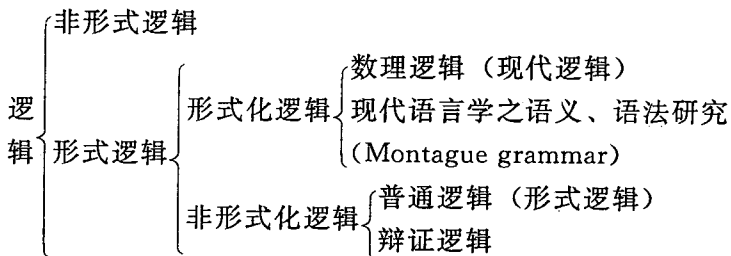 非形式逻辑
数理逻辑（现代逻辑）
形式化逻辑
现代语言学之语义、语法研究
逻辑
形式逻辑
（Montague grammar）
普通逻辑（形式逻辑）
非形式化逻辑
辩证逻辑